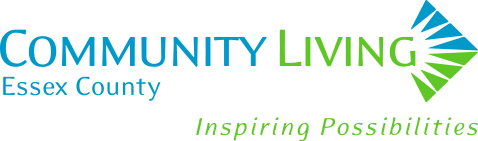 COMMUNITY LIVING
Essex County
Inspiring Possibilities